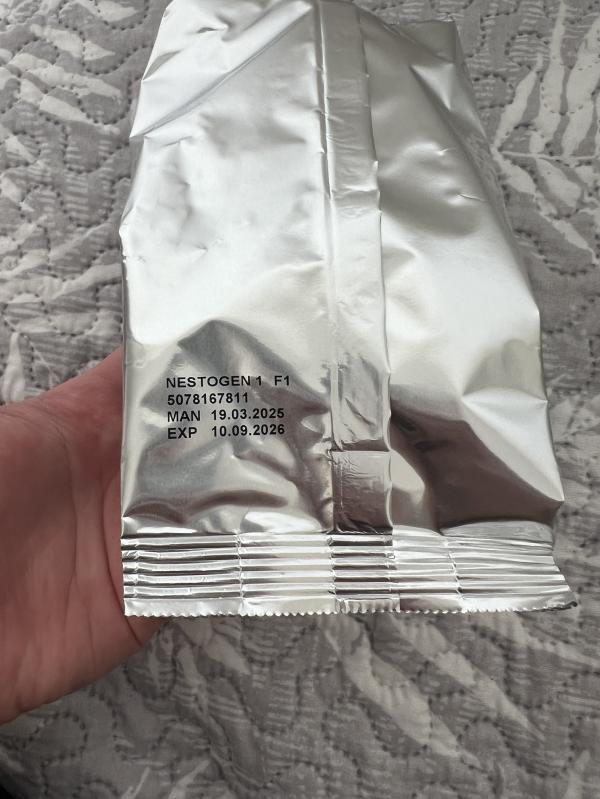 NESTOGEN 1 F1
5078167811
MAN 19.03.2025
EXP 10.09.2026